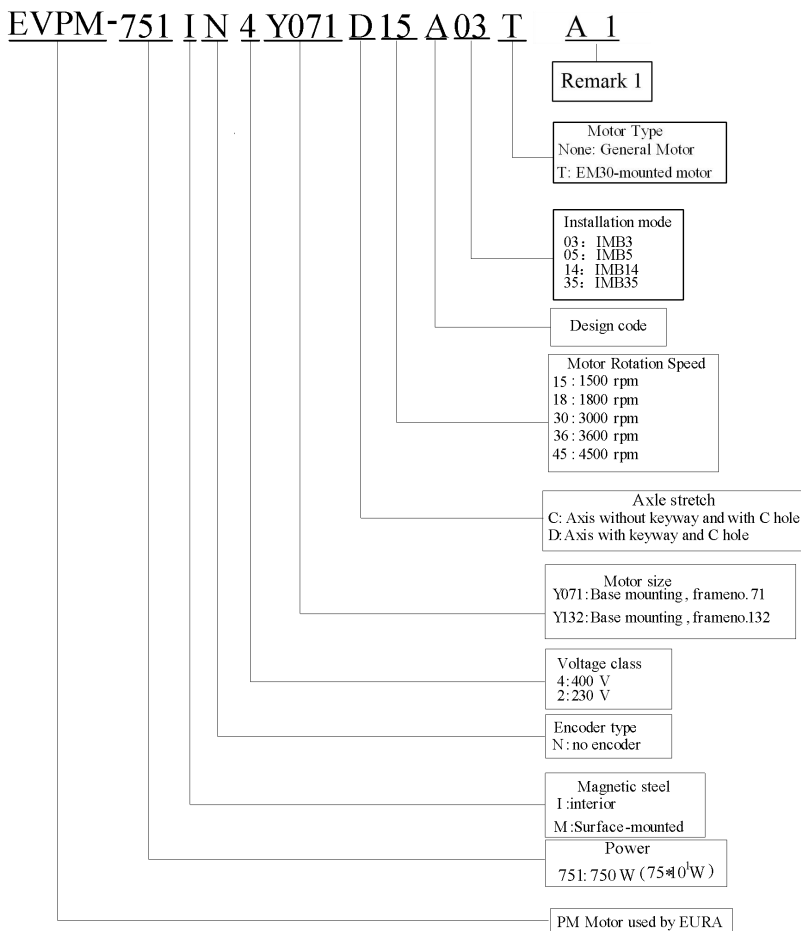 EVPM-751 I N 4 Y071 D 15 A 03 T A 1
Remark 1
Motor Type
None: General Motor
T: EM30-mounted motor
Installation mode
03: IMB3
05: IMB5
14: IMB14
35: IMB35
Design code
Motor Rotation Speed
15 : 1500 rpm
18 : 1800 rpm
30 : 3000 rpm
36 : 3600 rpm
45 : 4500 rpm
Axle stretch
C: Axis without keyway and with C hole
D: Axis with keyway and C hole
Motor size
Y071: Base mounting, frameno. 71
Y132: Base mounting, frameno.132
Voltage class
4:400 V
2:230 V
Encoder type
N: no encoder
Magnetic steel
I :interior
M :Surface-mounted
Power
751: 750 W (75*10¹W)
PM Motor used by EURA